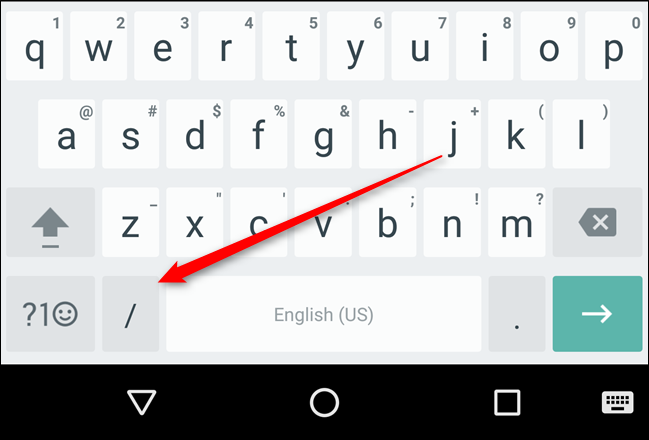 q 1 w 2 e 3 r 4 t 5 y 6 u 7 i 8 o 9 p 0
a @ s # d $ f % g & h - j + k ( l )
z _ x " c ' v b ; n ! m ?
?1☺ / English (US) .